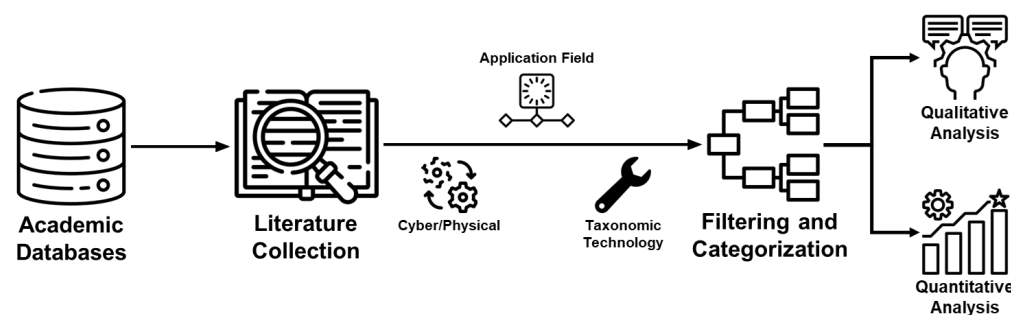 Academic
Databases
Literature
Collection
Application Field
Cyber/Physical
Taxonomic
Technology
Filtering and
Categorization
Qualitative
Analysis
Quantitative
Analysis